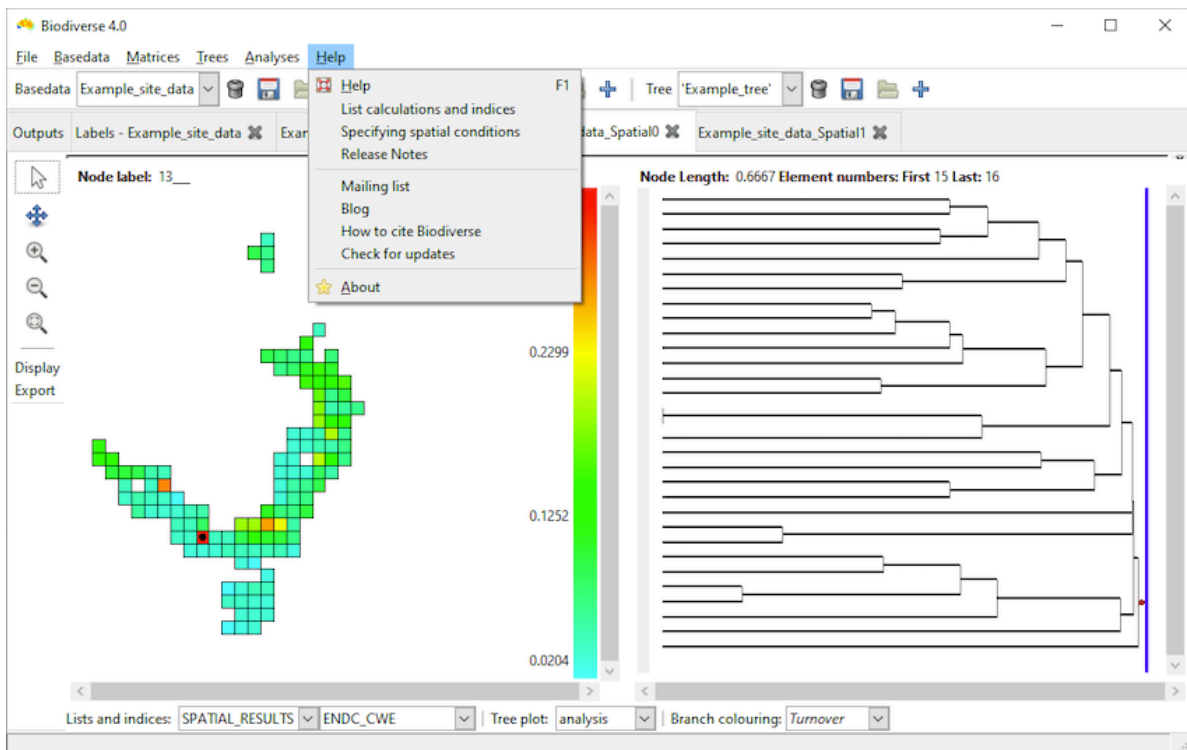 Biodiverse 4.0
File Basedata Matrices Trees Analyses Help
Basedata Example_site_data Tree 'Example_tree'
Help F1
List calculations and indices
Specifying spatial conditions
Release Notes
Mailing list
Blog
How to cite Biodiverse
Check for updates
About
Outputs Labels - Example_site_data Exar data_Spatial0 Example_site_data_Spatial1
Node label: 13__
Node Length: 0.6667 Element numbers: First 15 Last: 16
Display
Export
0.2299
0.1252
0.0204
Lists and indices: SPATIAL_RESULTS ENDC_CWE Tree plot: analysis Branch colouring: Turnover